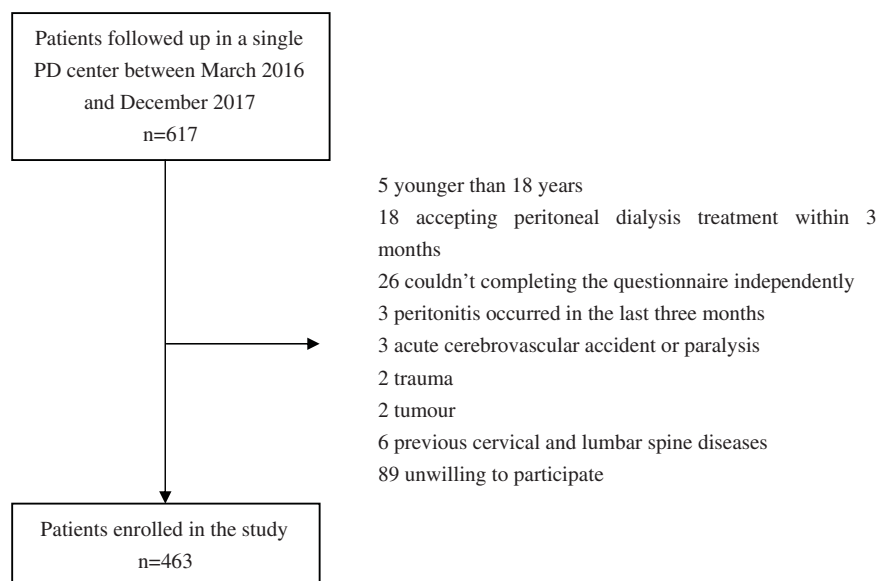 Patients followed up in a single
PD center between March 2016
and December 2017
n=617
5 younger than 18 years
18 accepting peritoneal dialysis treatment within 3
months
26 couldn’t completing the questionnaire independently
3 peritonitis occurred in the last three months
3 acute cerebrovascular accident or paralysis
2 trauma
2 tumour
6 previous cervical and lumbar spine diseases
89 unwilling to participate
Patients enrolled in the study
n=463